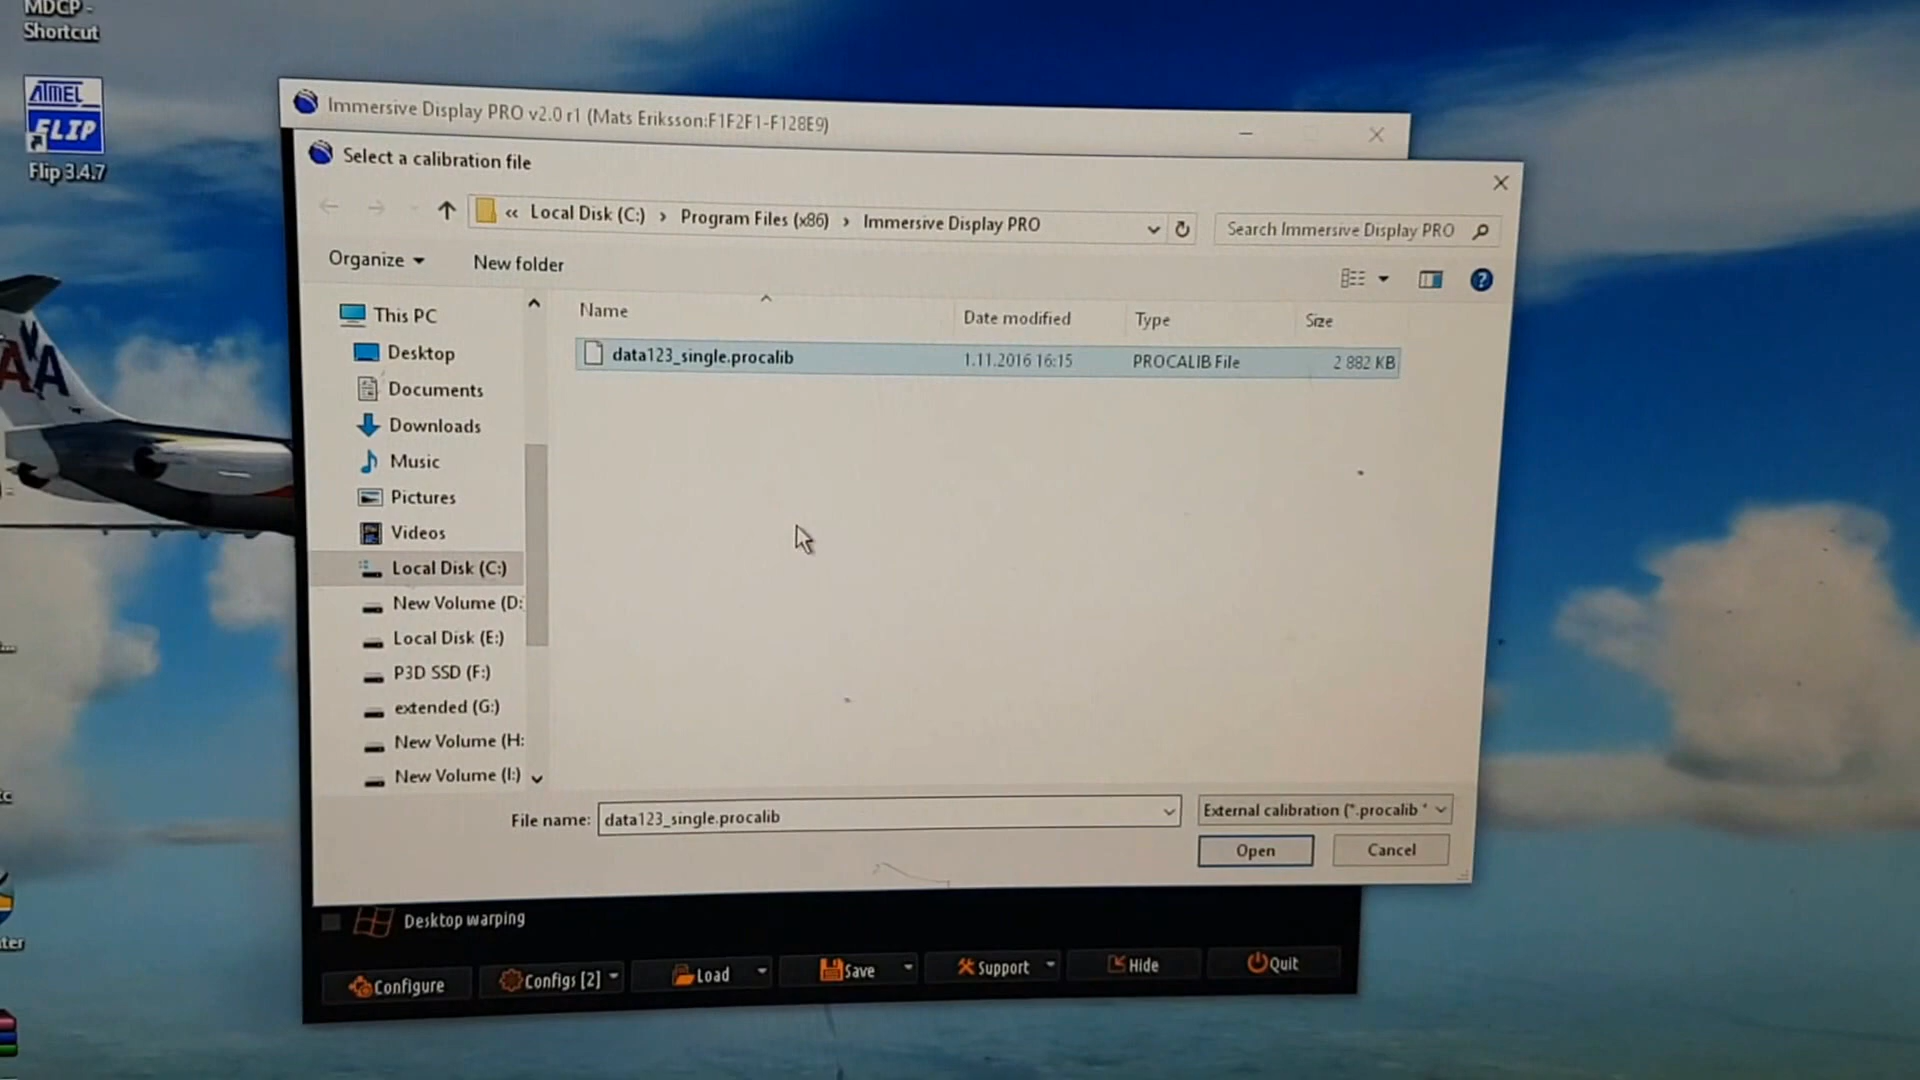 MDCP -
Shortcut
ATMEL
FLIP
Flip 3.4.7
AA
Immersive Display PRO v2.0 r1 (Mats Eriksson:F1F2F1-F128E9)
Select a calibration file
« Local Disk (C:) › Program Files (x86) › Immersive Display PRO
Search Immersive Display PRO
Organize
New folder
Name
Date modified
Type
Size
data123_single.procalib
1.11.2016 16:15
PROCALIB File
2 882 KB
This PC
Desktop
Documents
Downloads
Music
Pictures
Videos
Local Disk (C:)
New Volume (D:
Local Disk (E:)
P3D SSD (F:)
extended (G:)
New Volume (H:
New Volume (I:)
File name:
data123_single.procalib
External calibration (*.procalib *
Open
Cancel
Desktop warping
Configure
Configs [2]
Load
Save
Support
Hide
Quit